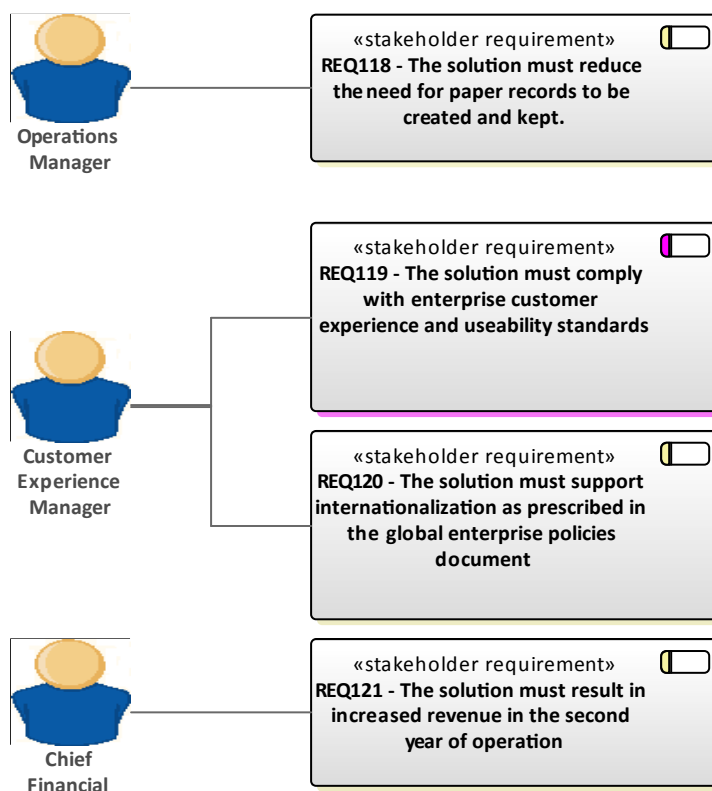 «stakeholder requirement»
REQ118 - The solution must reduce
the need for paper records to be
created and kept.
Operations
Manager
«stakeholder requirement»
REQ119 - The solution must comply
with enterprise customer
experience and useability standards
Customer
Experience
Manager
«stakeholder requirement»
REQ120 - The solution must support
internationalization as prescribed in
the global enterprise policies
document
«stakeholder requirement»
REQ121 - The solution must result in
increased revenue in the second
year of operation
Chief
Financial